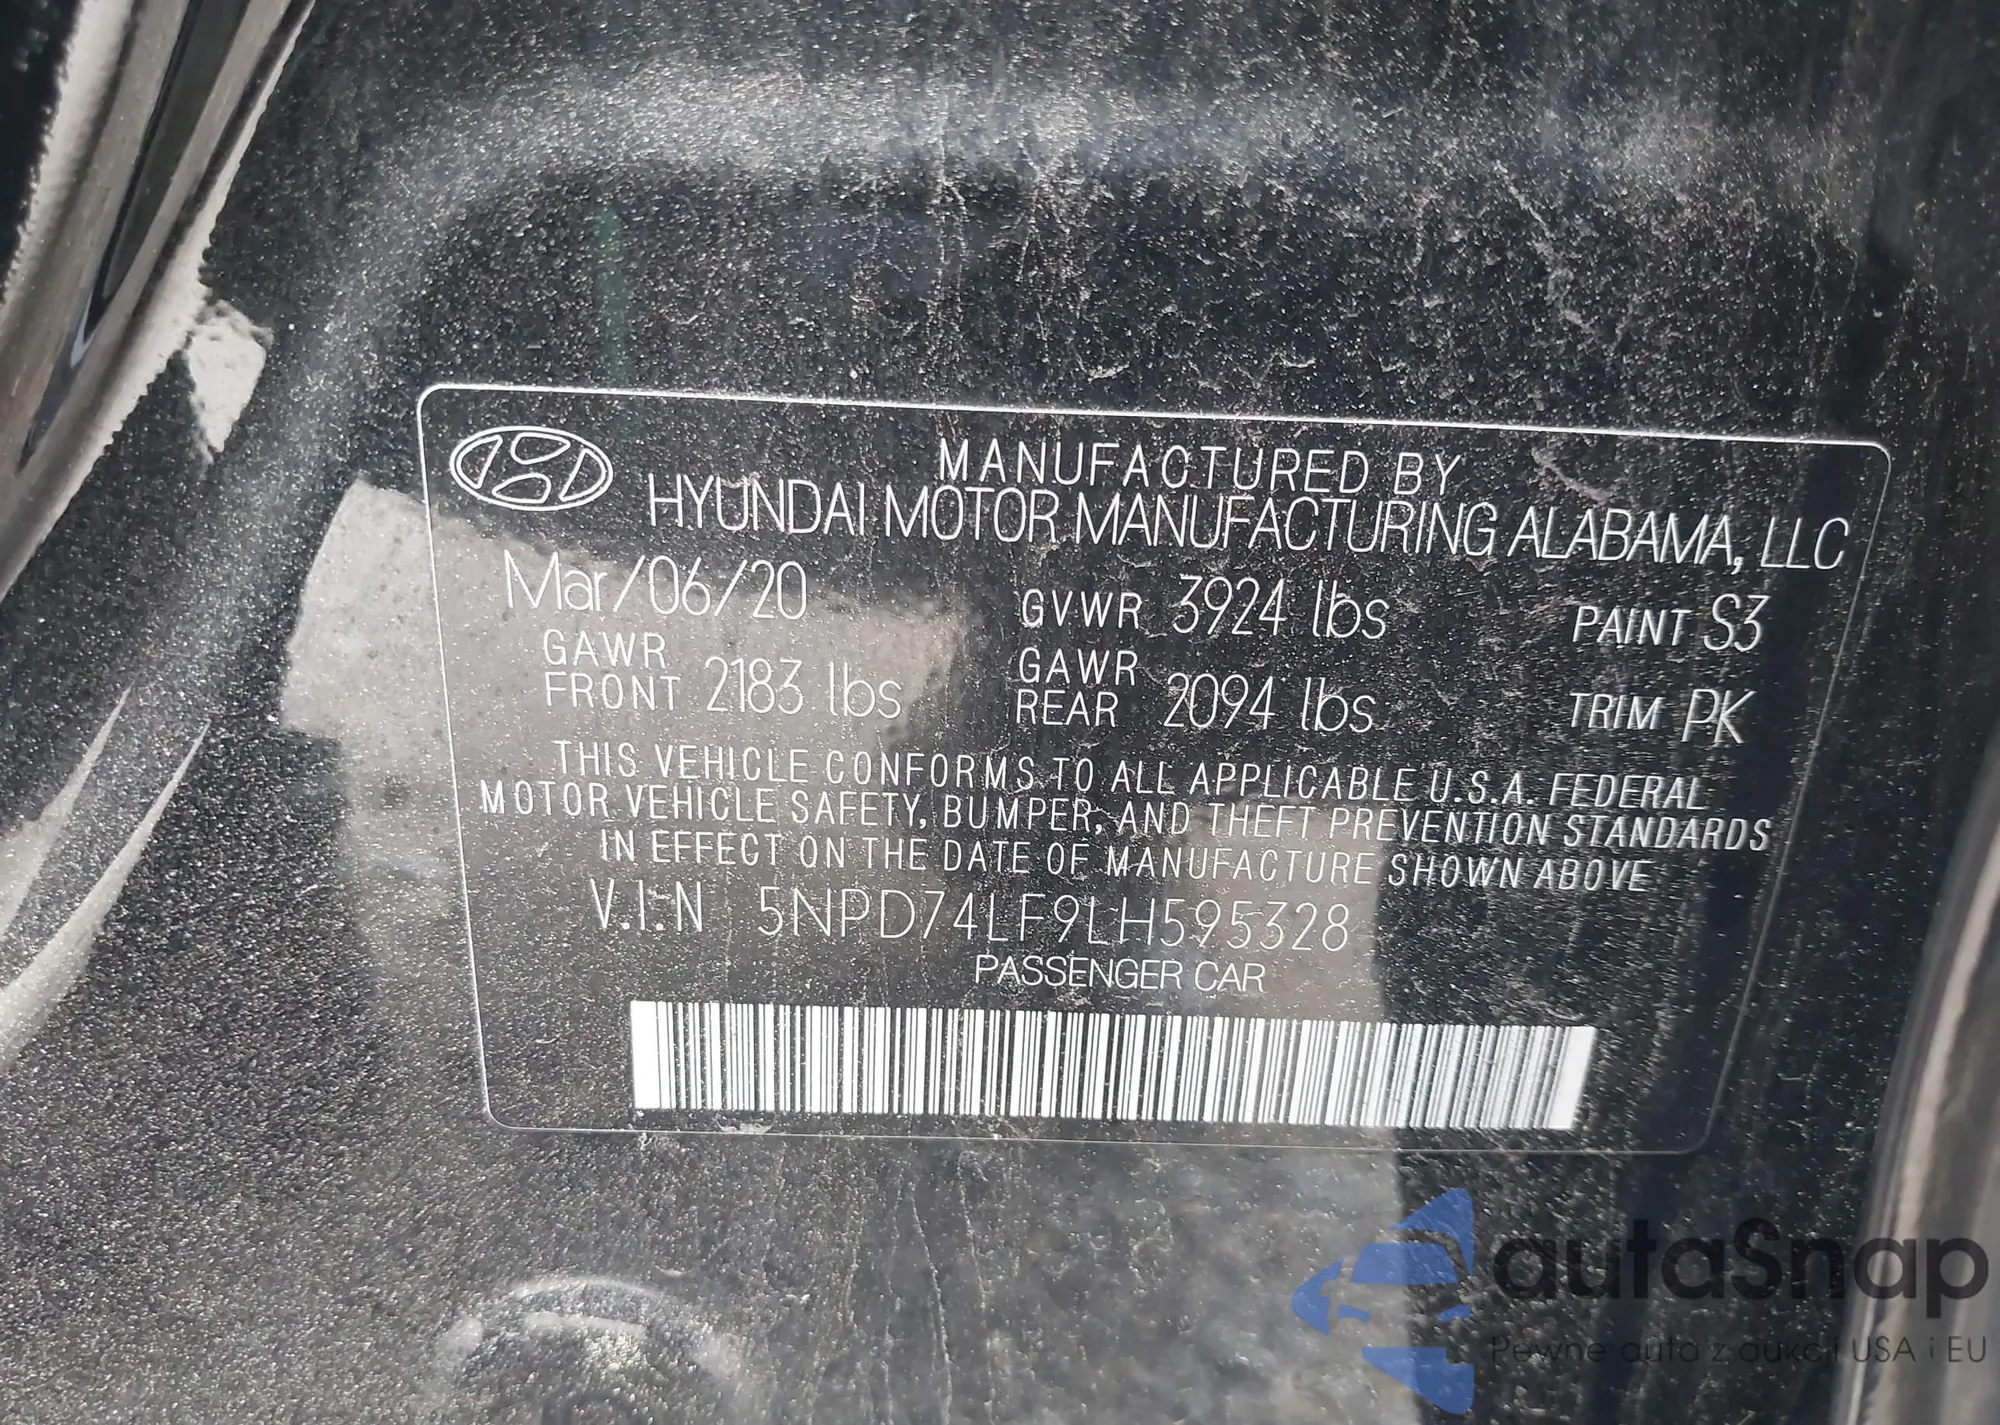 MANUFACTURED BY
HYUNDAI MOTOR MANUFACTURING ALABAMA, LLC
Mar/06/20 GVWR 3924 lbs PAINT S3
GAWR FRONT 2183 lbs GAWR REAR 2094 lbs TRIM PK
THIS VEHICLE CONFORMS TO ALL APPLICABLE U.S.A. FEDERAL
MOTOR VEHICLE SAFETY, BUMPER, AND THEFT PREVENTION STANDARDS
IN EFFECT ON THE DATE OF MANUFACTURE SHOWN ABOVE
V.I.N 5NPD74LF9LH595328
PASSENGER CAR
autaSnap
Pewne auta z aukcji USA i EU